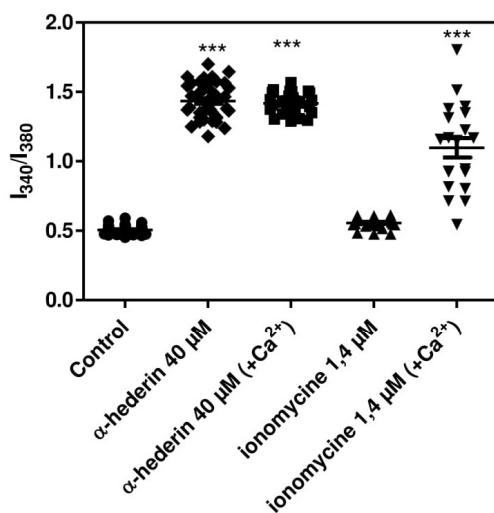 I340/I380
2.0
1.5
1.0
0.5
0.0
***
***
***
Control
α-hederin 40 µM
α-hederin 40 µM (+Ca2+)
ionomycine 1,4 µM
ionomycine 1,4 µM (+Ca2+)